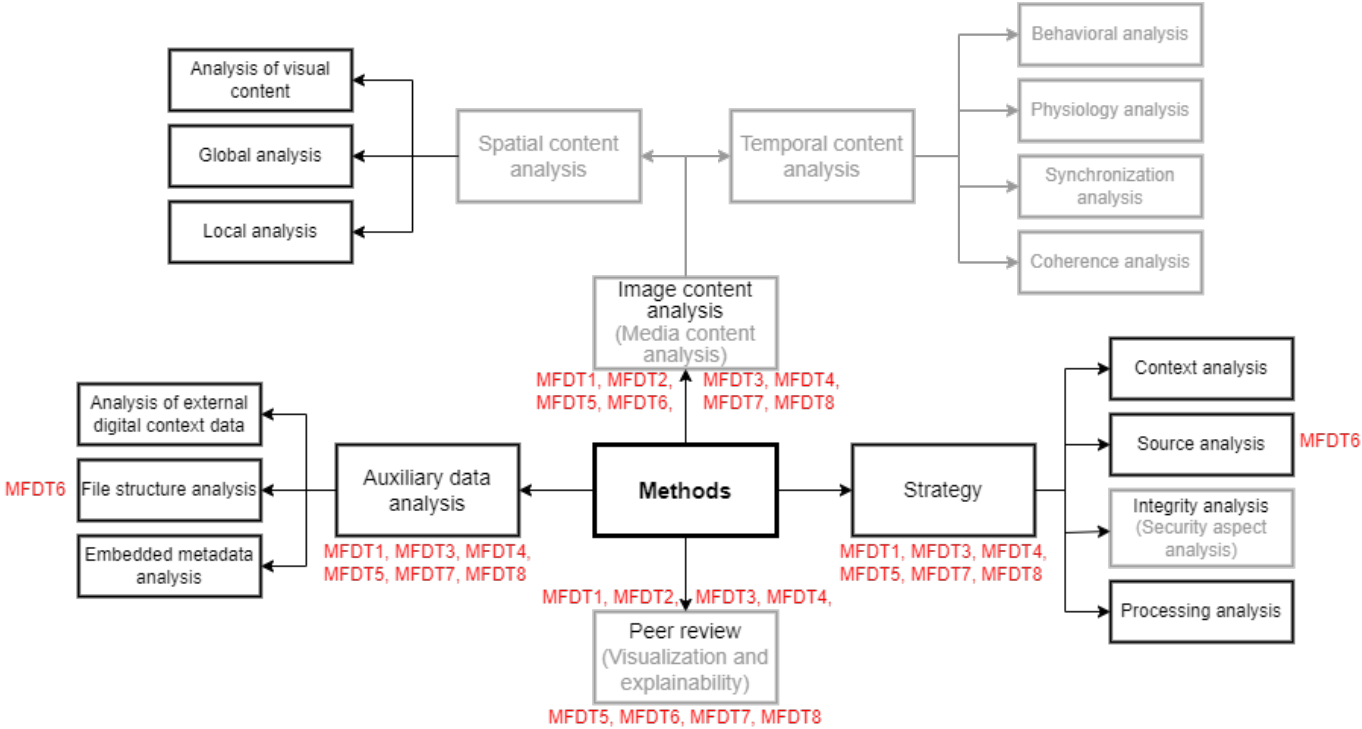 Behavioral analysis
Analysis of visual
content
Physiology analysis
Spatial content
analysis
Temporal content
analysis
Global analysis
Synchronization
analysis
Local analysis
Coherence analysis
Image content
analysis
(Media content
analysis)
MFDT1, MFDT2, MFDT3, MFDT4,
MFDT5, MFDT6, MFDT7, MFDT8
Context analysis
Analysis of external
digital context data
Source analysis
MFDT6
MFDT6
File structure analysis
Auxiliary data
analysis
Methods
Strategy
Integrity analysis
(Security aspect
analysis)
Embedded metadata
analysis
MFDT1, MFDT3, MFDT4,
MFDT5, MFDT7, MFDT8
MFDT1, MFDT3, MFDT4,
MFDT5, MFDT7, MFDT8
Processing analysis
MFDT1, MFDT2, MFDT3, MFDT4,
Peer review
(Visualization and
explainability)
MFDT5, MFDT6, MFDT7, MFDT8